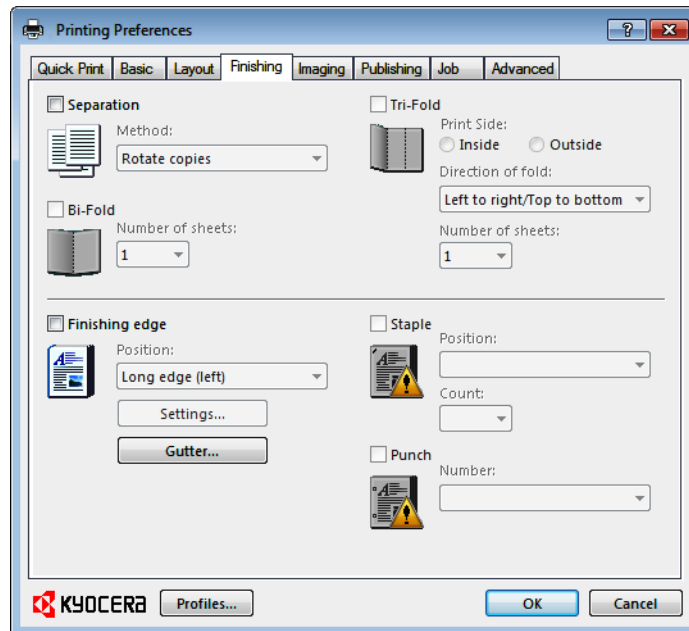 Printing Preferences
Quick Print Basic Layout Finishing Imaging Publishing Job Advanced
Separation
Method:
Rotate copies
Bi-Fold
Number of sheets:
1
Tri-Fold
Print Side:
Inside Outside
Direction of fold:
Left to right/Top to bottom
Number of sheets:
1
Finishing edge
Position:
Long edge (left)
Settings...
Gutter...
Staple
Position:
Count:
Punch
Number:
KYOCERA Profiles... OK Cancel